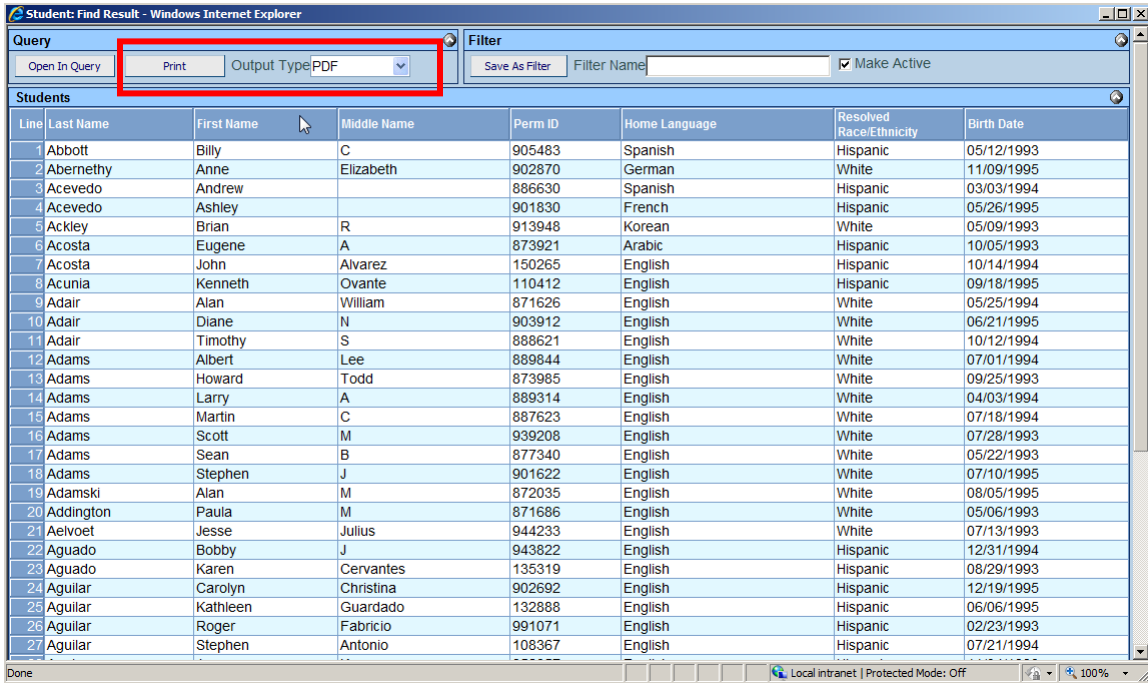 Student: Find Result - Windows Internet Explorer
Query
Filter
Open In Query Print Output Type PDF Save As Filter Filter Name Make Active
Students
Line Last Name First Name Middle Name Perm ID Home Language Resolved Race/Ethnicity Birth Date
1 Abbott Billy C 905483 Spanish Hispanic 05/12/1993
2 Abernethy Anne Elizabeth 902870 German White 11/09/1995
3 Acevedo Andrew 886630 Spanish Hispanic 03/03/1994
4 Acevedo Ashley 901830 French Hispanic 05/26/1995
5 Ackley Brian R 913948 Korean White 05/09/1993
6 Acosta Eugene A 873921 Arabic Hispanic 10/05/1993
7 Acosta John Alvarez 150265 English Hispanic 10/14/1994
8 Acunia Kenneth Ovante 110412 English Hispanic 09/18/1995
9 Adair Alan William 871626 English White 05/25/1994
10 Adair Diane N 903912 English White 06/21/1995
11 Adair Timothy S 888621 English White 10/12/1994
12 Adams Albert Lee 889844 English White 07/01/1994
13 Adams Howard Todd 873985 English White 09/25/1993
14 Adams Larry A 889314 English White 04/03/1994
15 Adams Martin C 887623 English White 07/18/1994
16 Adams Scott M 939208 English White 07/28/1993
17 Adams Sean B 877340 English White 05/22/1993
18 Adams Stephen J 901622 English White 07/10/1995
19 Adamski Alan M 872035 English White 08/05/1995
20 Addington Paula M 871686 English White 05/06/1993
21 Aelvoet Jesse Julius 944233 English White 07/13/1993
22 Aguado Bobby J 943822 English Hispanic 12/31/1994
23 Aguado Karen Cervantes 135319 English Hispanic 08/29/1993
24 Aguilar Carolyn Christina 902692 English Hispanic 12/19/1995
25 Aguilar Kathleen Guardado 132888 English Hispanic 06/06/1995
26 Aguilar Roger Fabricio 991071 English Hispanic 02/23/1993
27 Aguilar Stephen Antonio 108367 English Hispanic 07/21/1994
Done Local intranet | Protected Mode: Off 100%